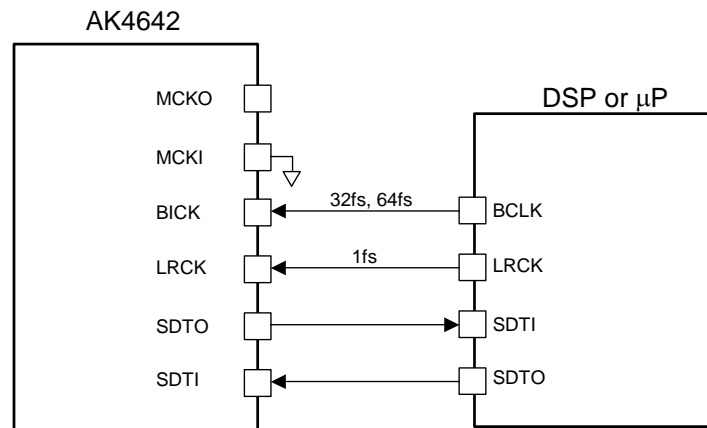 AK4642
DSP or μP
MCKO
MCKI
BICK
32fs, 64fs
BCLK
LRCK
1fs
LRCK
SDTO
SDTI
SDTI
SDTO